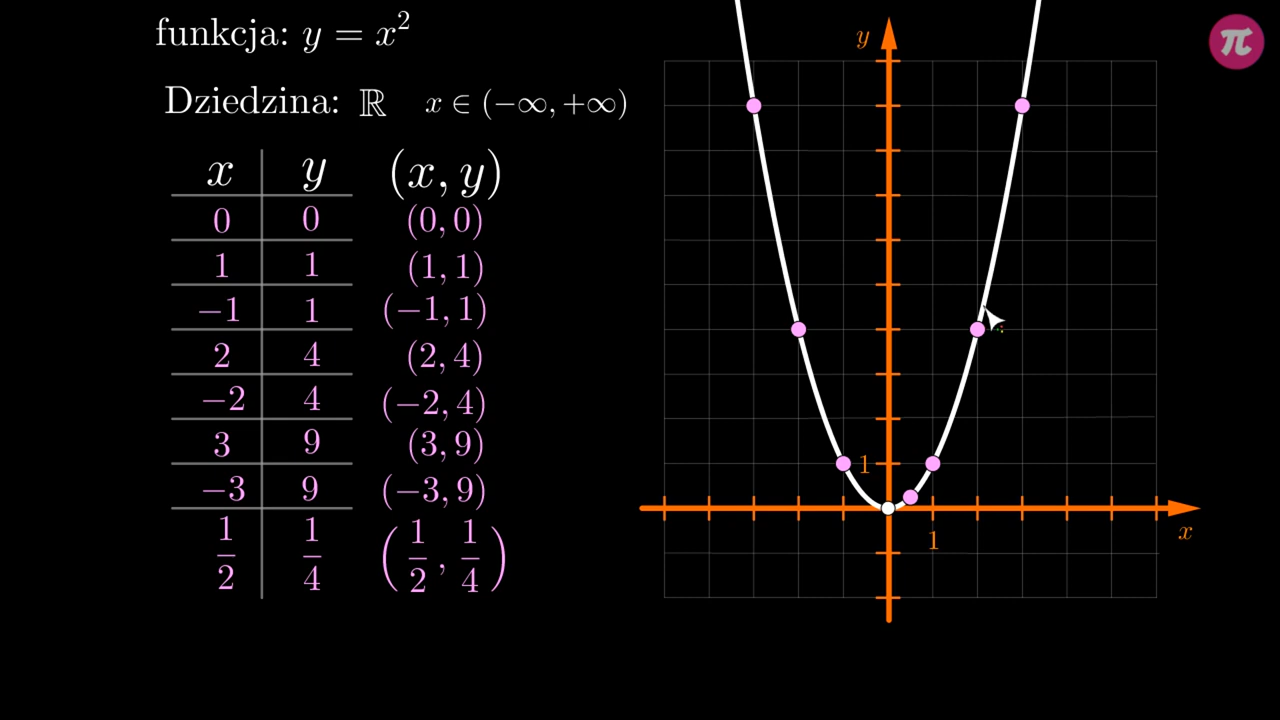 funkcja: y = x²
Dziedzina: ℝ x ∈ (−∞, +∞)
x y (x, y)
0 0 (0, 0)
1 1 (1, 1)
−1 1 (−1, 1)
2 4 (2, 4)
−2 4 (−2, 4)
3 9 (3, 9)
−3 9 (−3, 9)
1/2 1/4 (1/2, 1/4)
y
1
1
x
π